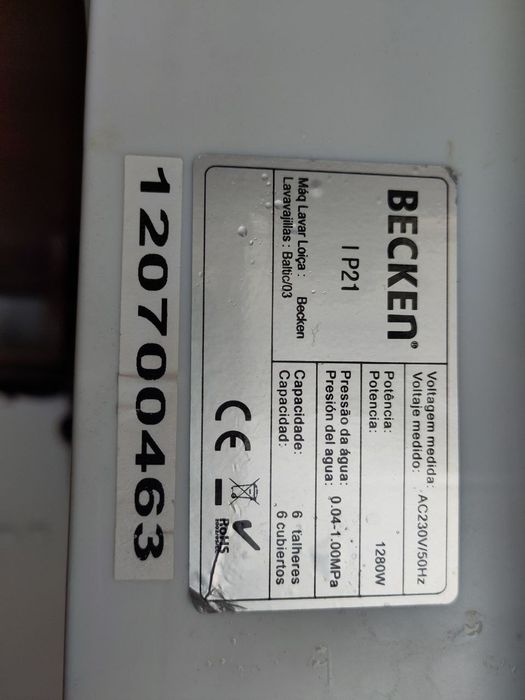 BECKEN®
I P21
Máq Lavar Loiça : Becken
Lavavajillas : Baltic/03
Voltagem medida:
Voltaje medido: AC230V/50Hz
Potência:
Potencia: 1280W
Pressão da água:
Presión del agua: 0.04-1.00MPa
Capacidade: 6 talheres
Capacidad: 6 cubiertos
CE
RoHS
120700463